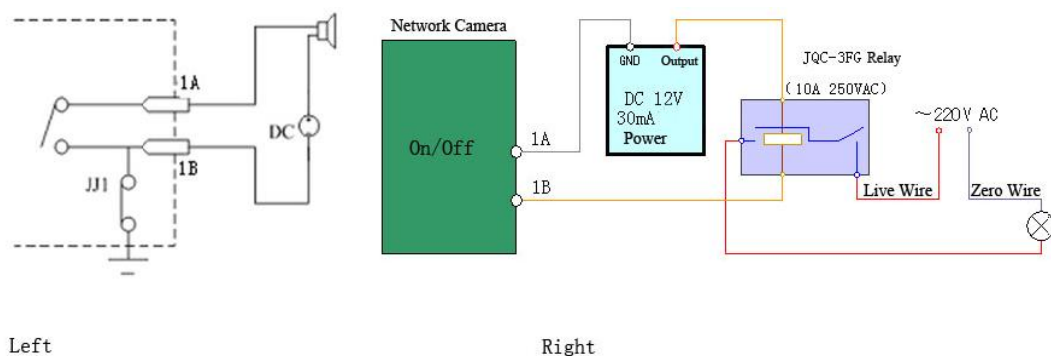 Network Camera
1A
DC
1B
JJ1
On/Off
1A
1B
GND Output
DC 12V
30mA
Power
JQC-3FG Relay
(10A 250VAC)
~220V AC
Live Wire
Zero Wire
Left
Right